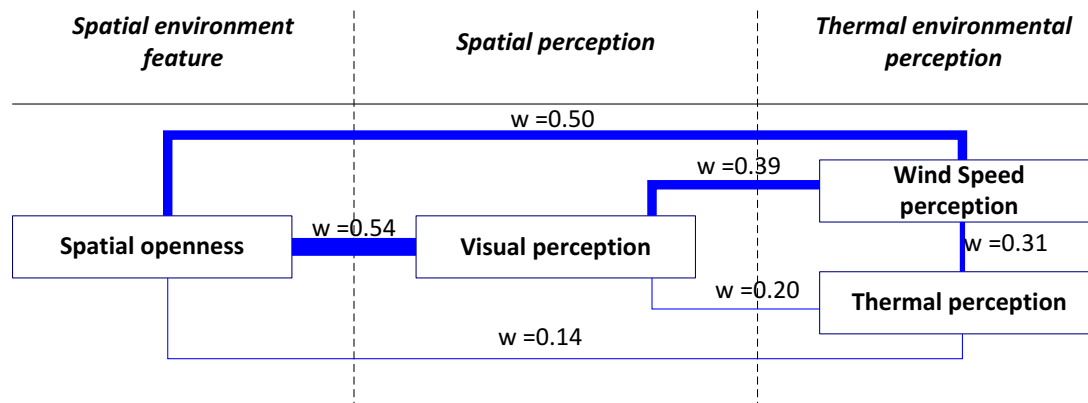 Spatial environment
feature
Spatial perception
Thermal environmental
perception
w =0.50
w =0.39
Wind Speed
perception
Spatial openness
w =0.54
Visual perception
w =0.31
w =0.20
Thermal perception
w =0.14